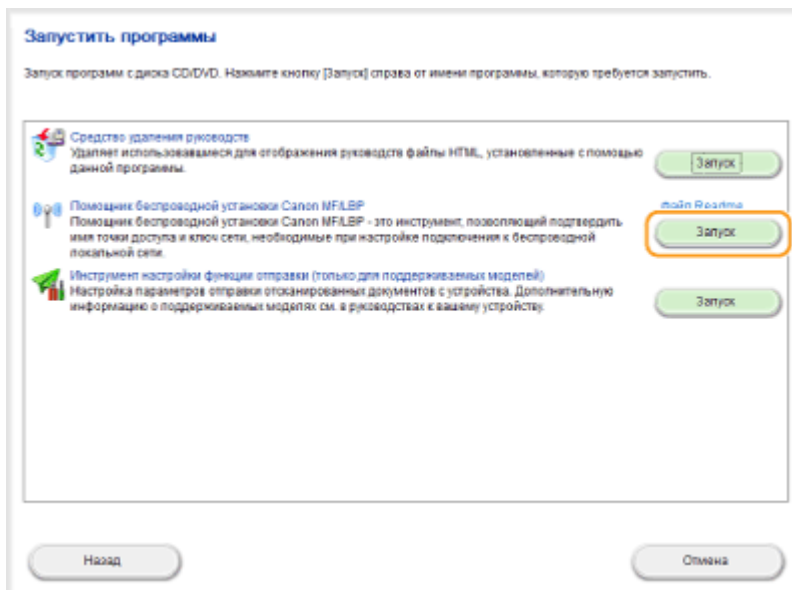 Запустить программы
Запуск программ с диска CD/DVD. Нажмите кнопку [Запуск] справа от имени программы, которую требуется запустить.
Средство удаления руководств
Удаляет использовавшиеся для отображения руководств файлы HTML, установленные с помощью
данной программы.
Запуск
Помощник беспроводной установки Canon MF/LBP
файл Readme
Помощник беспроводной установки Canon MF/LBP - это инструмент, позволяющий подтвердить
имя точки доступа и ключ сети, необходимые при настройке подключения к беспроводной
локальной сети.
Запуск
Инструмент настройки функции отправки (только для поддерживаемых моделей)
Настройка параметров отправки отсканированных документов с устройства. Дополнительную
информацию о поддерживаемых моделях см. в руководствах к вашему устройству.
Запуск
Назад
Отмена